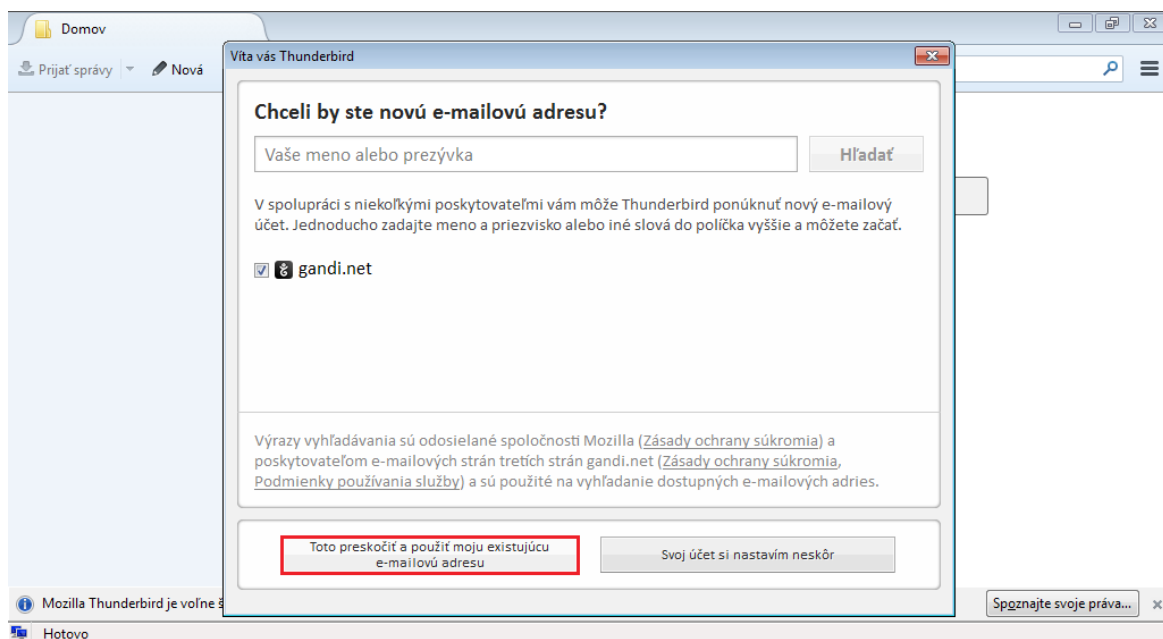 Domov
Prijať správy
Nová
Víta vás Thunderbird
Chceli by ste novú e-mailovú adresu?
Vaše meno alebo prezývka
Hľadať
V spolupráci s niekoľkými poskytovateľmi vám môže Thunderbird ponúknuť nový e-mailový
účet. Jednoducho zadajte meno a priezvisko alebo iné slová do políčka vyššie a môžete začať.
gandi.net
Výrazy vyhľadávania sú odosielané spoločnosti Mozilla (Zásady ochrany súkromia) a
poskytovateľom e-mailových strán tretích strán gandi.net (Zásady ochrany súkromia,
Podmienky používania služby) a sú použité na vyhľadanie dostupných e-mailových adries.
Toto preskočiť a použiť moju existujúcu
e-mailovú adresu
Svoj účet si nastavím neskôr
Mozilla Thunderbird je voľne
Spoznajte svoje práva...
Hotovo